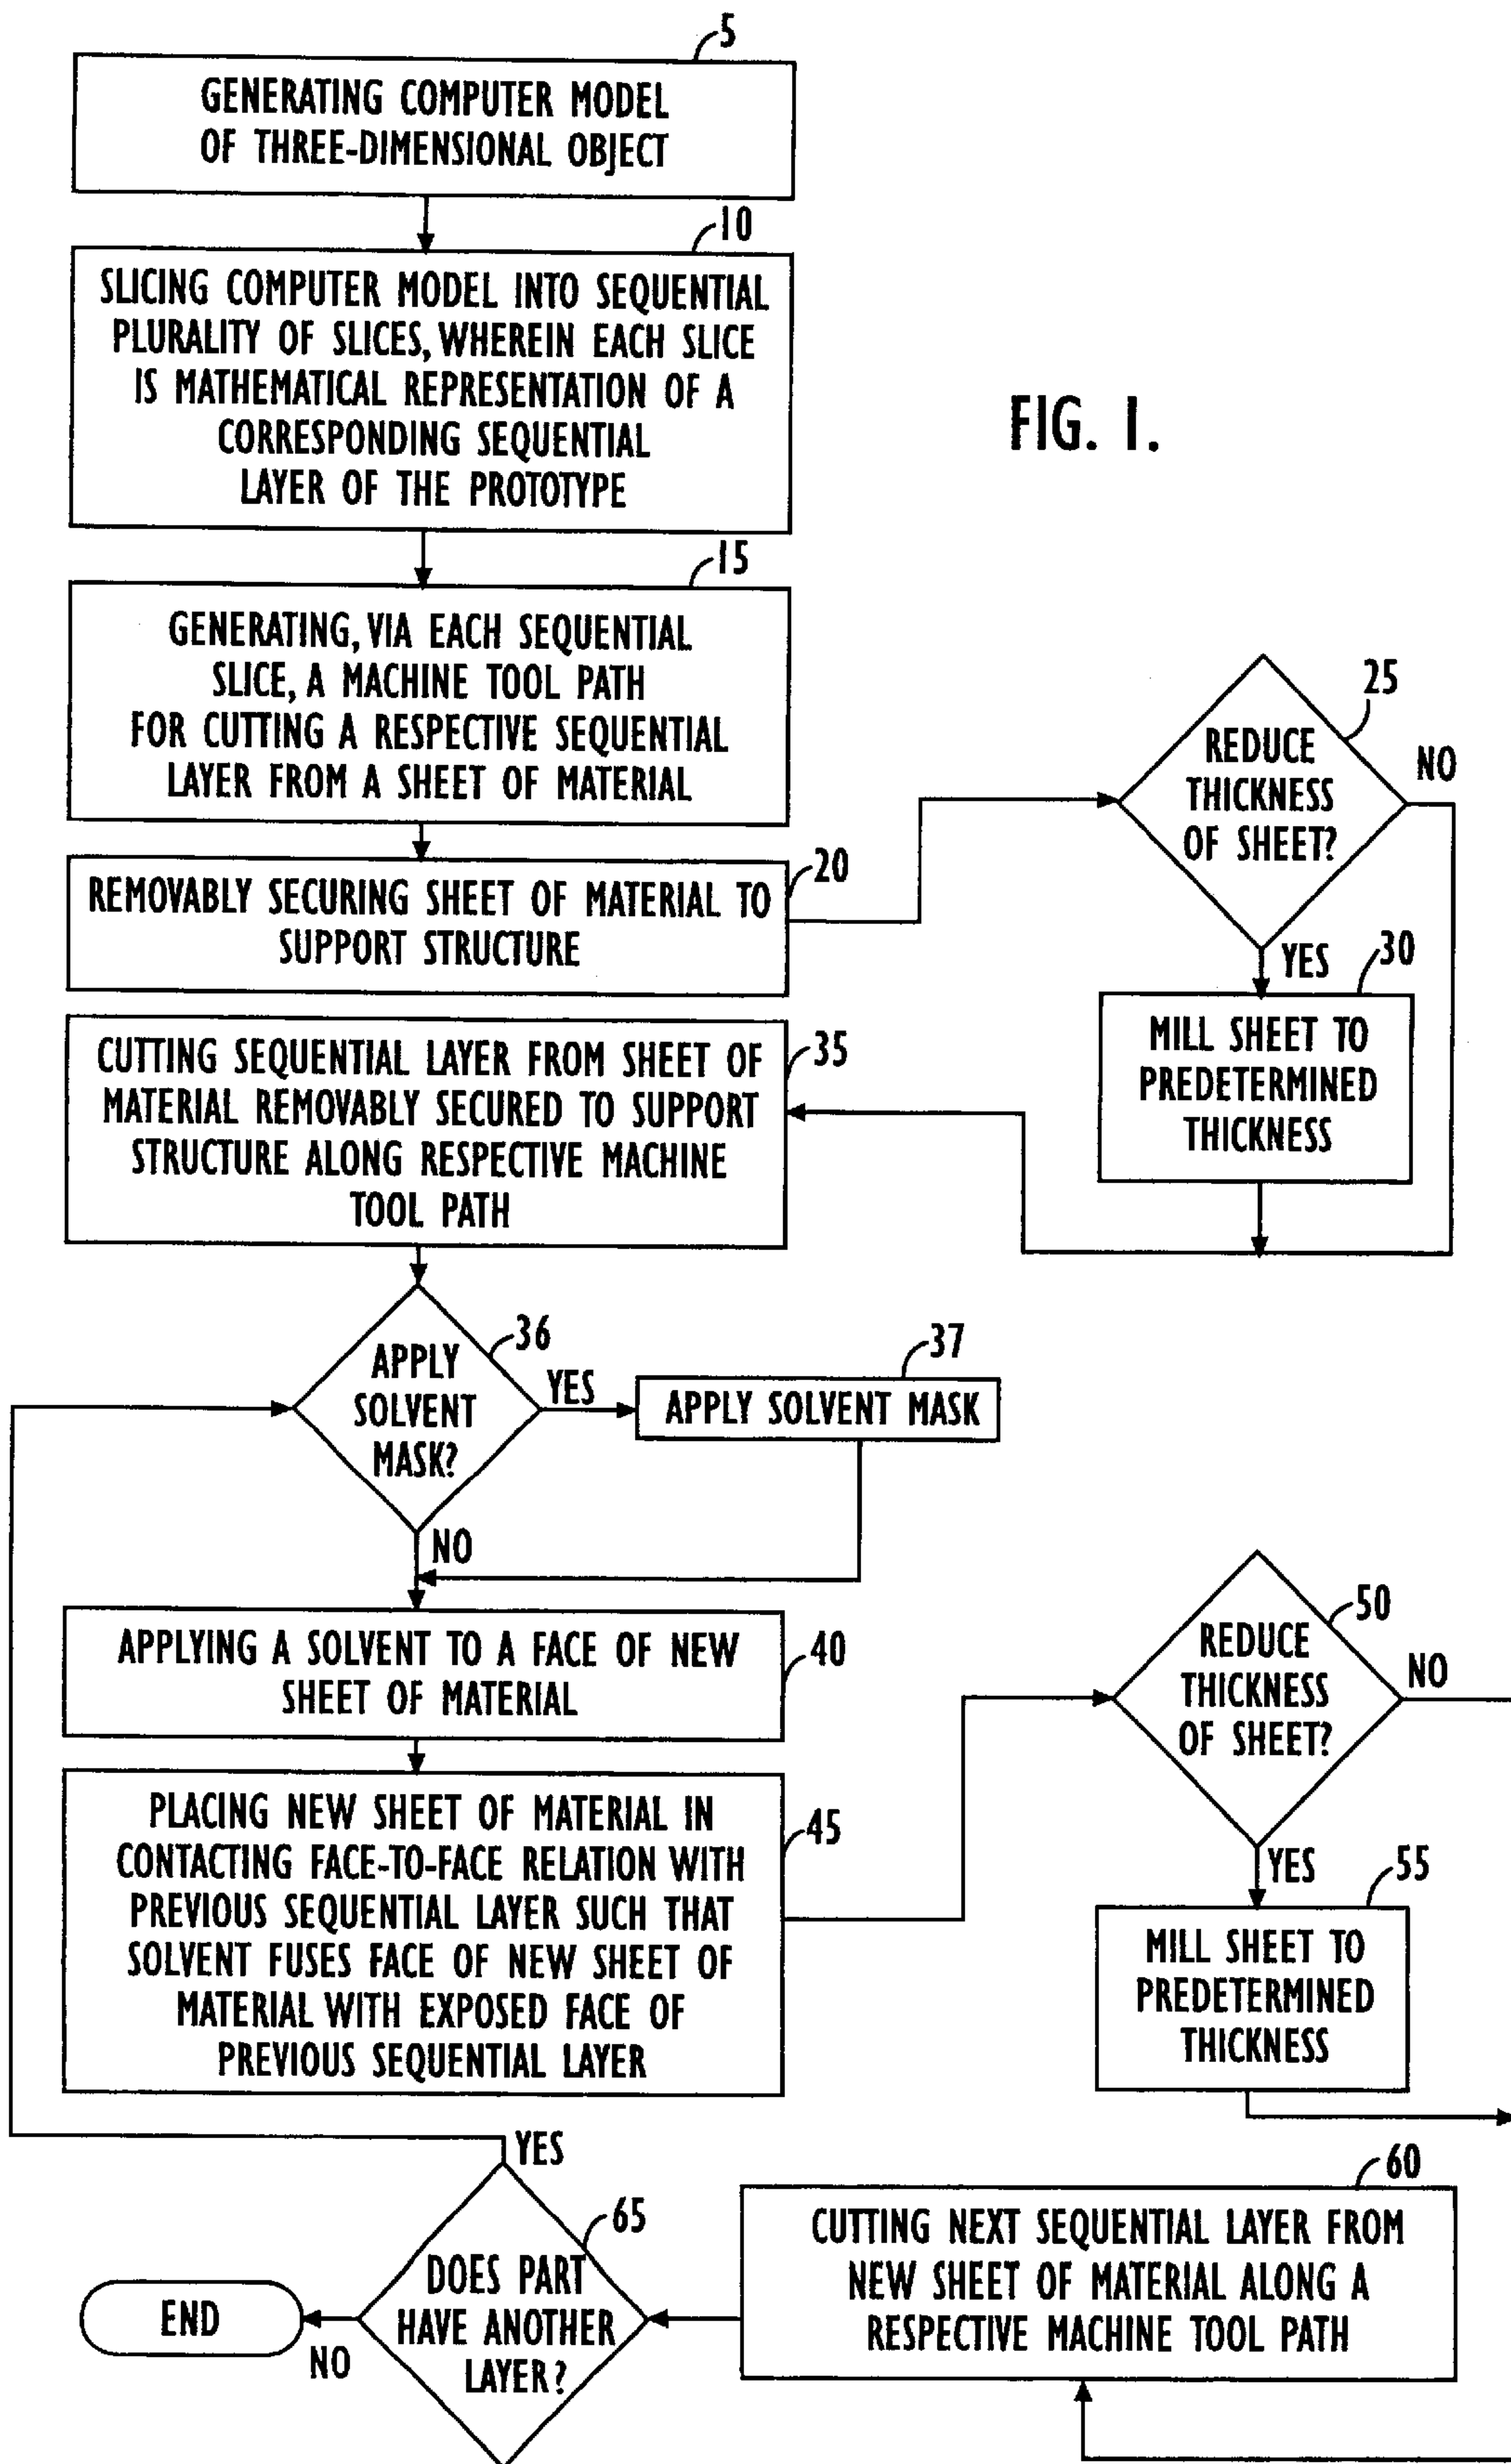 5
GENERATING COMPUTER MODEL
OF THREE-DIMENSIONAL OBJECT
10
SLICING COMPUTER MODEL INTO SEQUENTIAL
PLURALITY OF SLICES, WHEREIN EACH SLICE
IS MATHEMATICAL REPRESENTATION OF A
CORRESPONDING SEQUENTIAL
LAYER OF THE PROTOTYPE
FIG. 1.
15
GENERATING, VIA EACH SEQUENTIAL
SLICE, A MACHINE TOOL PATH
FOR CUTTING A RESPECTIVE SEQUENTIAL
LAYER FROM A SHEET OF MATERIAL
20
REMOVABLY SECURING SHEET OF MATERIAL TO
SUPPORT STRUCTURE
25
REDUCE
THICKNESS
OF SHEET?
NO
YES
30
MILL SHEET TO
PREDETERMINED
THICKNESS
35
CUTTING SEQUENTIAL LAYER FROM SHEET OF
MATERIAL REMOVABLY SECURED TO SUPPORT
STRUCTURE ALONG RESPECTIVE MACHINE
TOOL PATH
36
APPLY
SOLVENT
MASK?
YES
37
APPLY SOLVENT MASK
NO
40
APPLYING A SOLVENT TO A FACE OF NEW
SHEET OF MATERIAL
45
PLACING NEW SHEET OF MATERIAL IN
CONTACTING FACE-TO-FACE RELATION WITH
PREVIOUS SEQUENTIAL LAYER SUCH THAT
SOLVENT FUSES FACE OF NEW SHEET OF
MATERIAL WITH EXPOSED FACE OF
PREVIOUS SEQUENTIAL LAYER
50
REDUCE
THICKNESS
OF SHEET?
NO
YES
55
MILL SHEET TO
PREDETERMINED
THICKNESS
60
CUTTING NEXT SEQUENTIAL LAYER FROM
NEW SHEET OF MATERIAL ALONG A
RESPECTIVE MACHINE TOOL PATH
YES
65
DOES PART
HAVE ANOTHER
LAYER?
NO
END